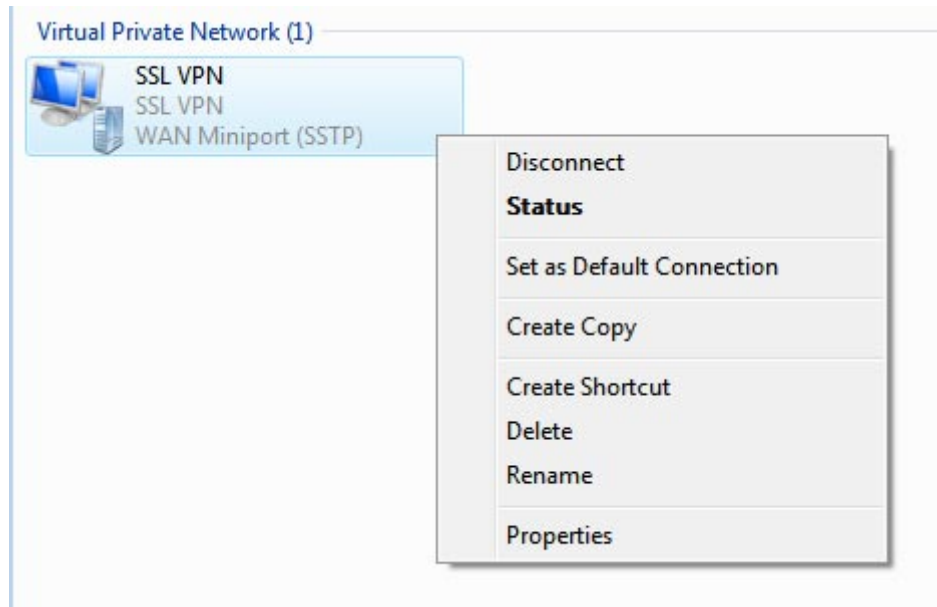 Virtual Private Network (1)
SSL VPN
SSL VPN
WAN Miniport (SSTP)
Disconnect
Status
Set as Default Connection
Create Copy
Create Shortcut
Delete
Rename
Properties